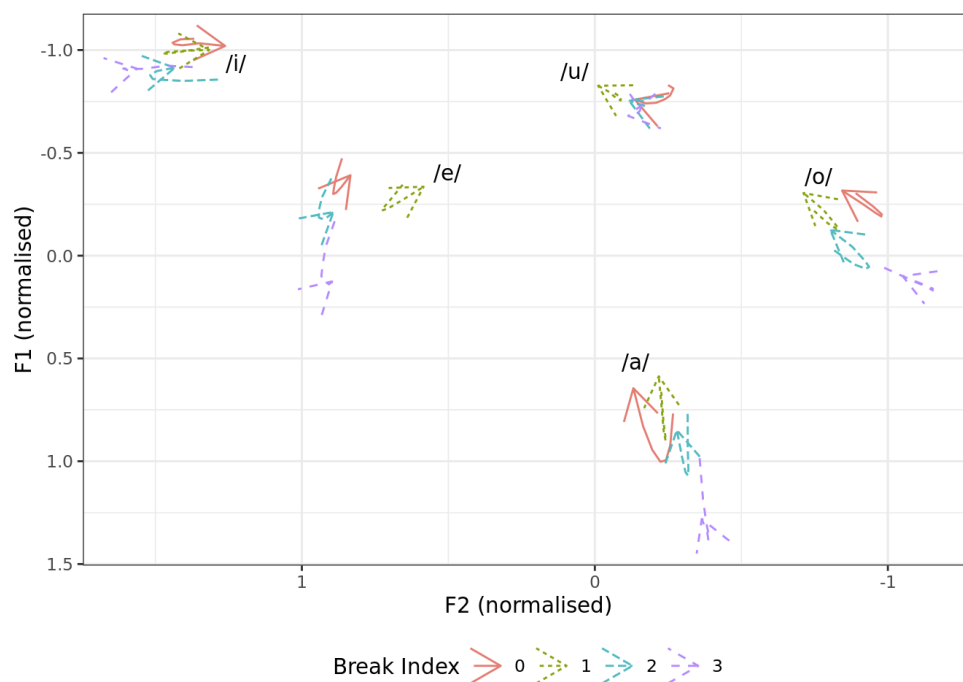 -1.0
-0.5
0.0
0.5
1.0
1.5
F1 (normalised)
/i/
/u/
/e/
/o/
/a/
1 0 -1
F2 (normalised)
Break Index 0 1 2 3